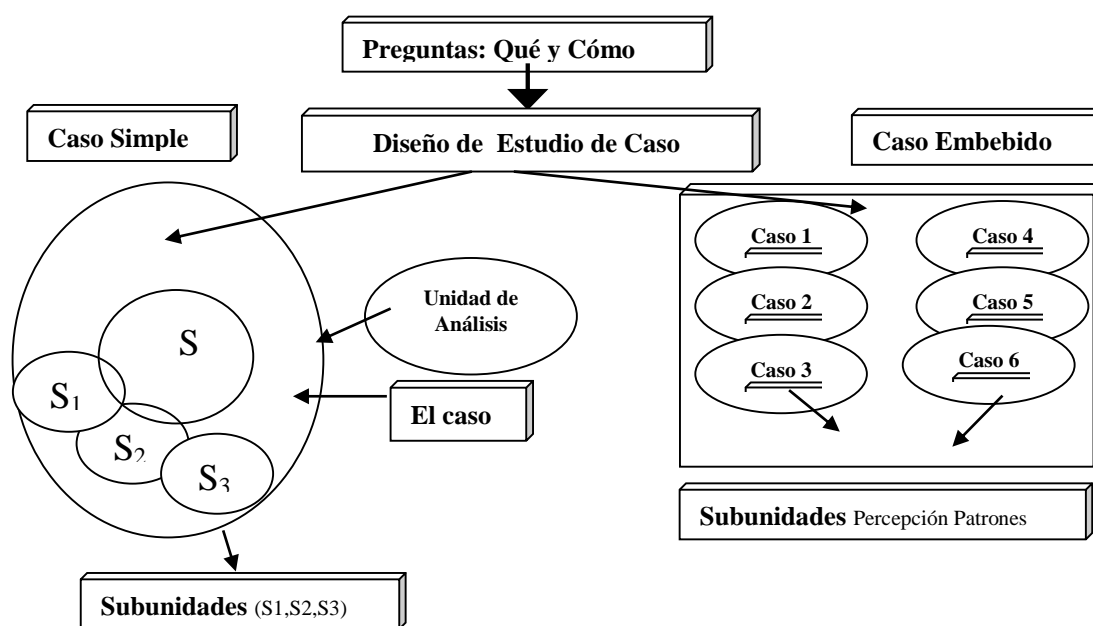 Preguntas: Qué y Cómo
Diseño de Estudio de Caso
Caso Simple
Caso Embebido
Unidad de
Análisis
El caso
S
S1
S2
S3
Subunidades (S1,S2,S3)
Caso 1
Caso 2
Caso 3
Caso 4
Caso 5
Caso 6
Subunidades Percepción Patrones